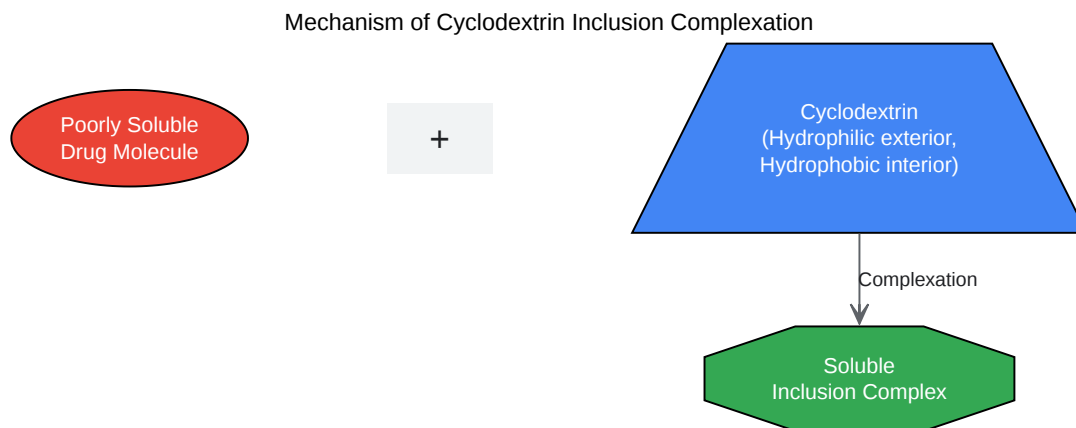 Mechanism of Cyclodextrin Inclusion Complexation
Poorly Soluble
Drug Molecule
+
Cyclodextrin
(Hydrophilic exterior,
Hydrophobic interior)
Complexation
Soluble
Inclusion Complex